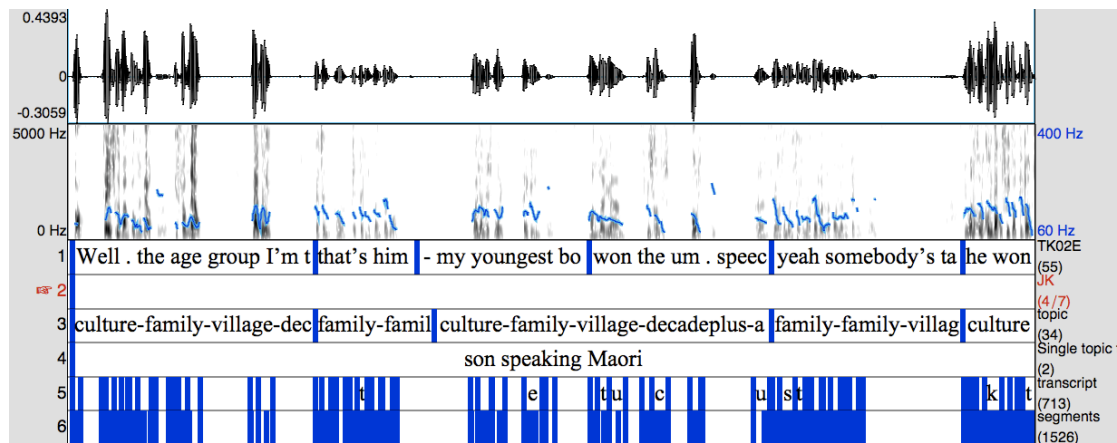 0.4393
0
-0.3059
5000 Hz 400 Hz
0 Hz 60 Hz
1 Well . the age group I'm t that's him - my youngest bo won the um . speec yeah somebody's ta he won TK02E (55)
2 JK (4/7)
3 culture-family-village-dec family-famil culture-family-village-decadeplus-a family-family-villag culture topic (34)
4 son speaking Maori Single topic (2)
5 t e t u c u s t k t transcript (713)
6 segments (1526)